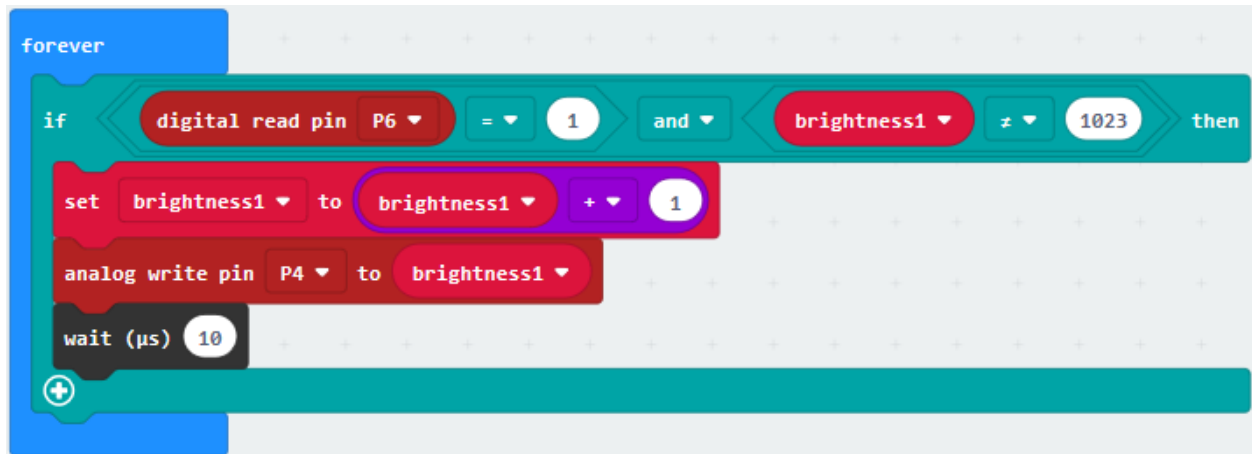 forever
if digital read pin P6 = 1 and brightness1 ≠ 1023 then
set brightness1 to brightness1 + 1
analog write pin P4 to brightness1
wait (µs) 10